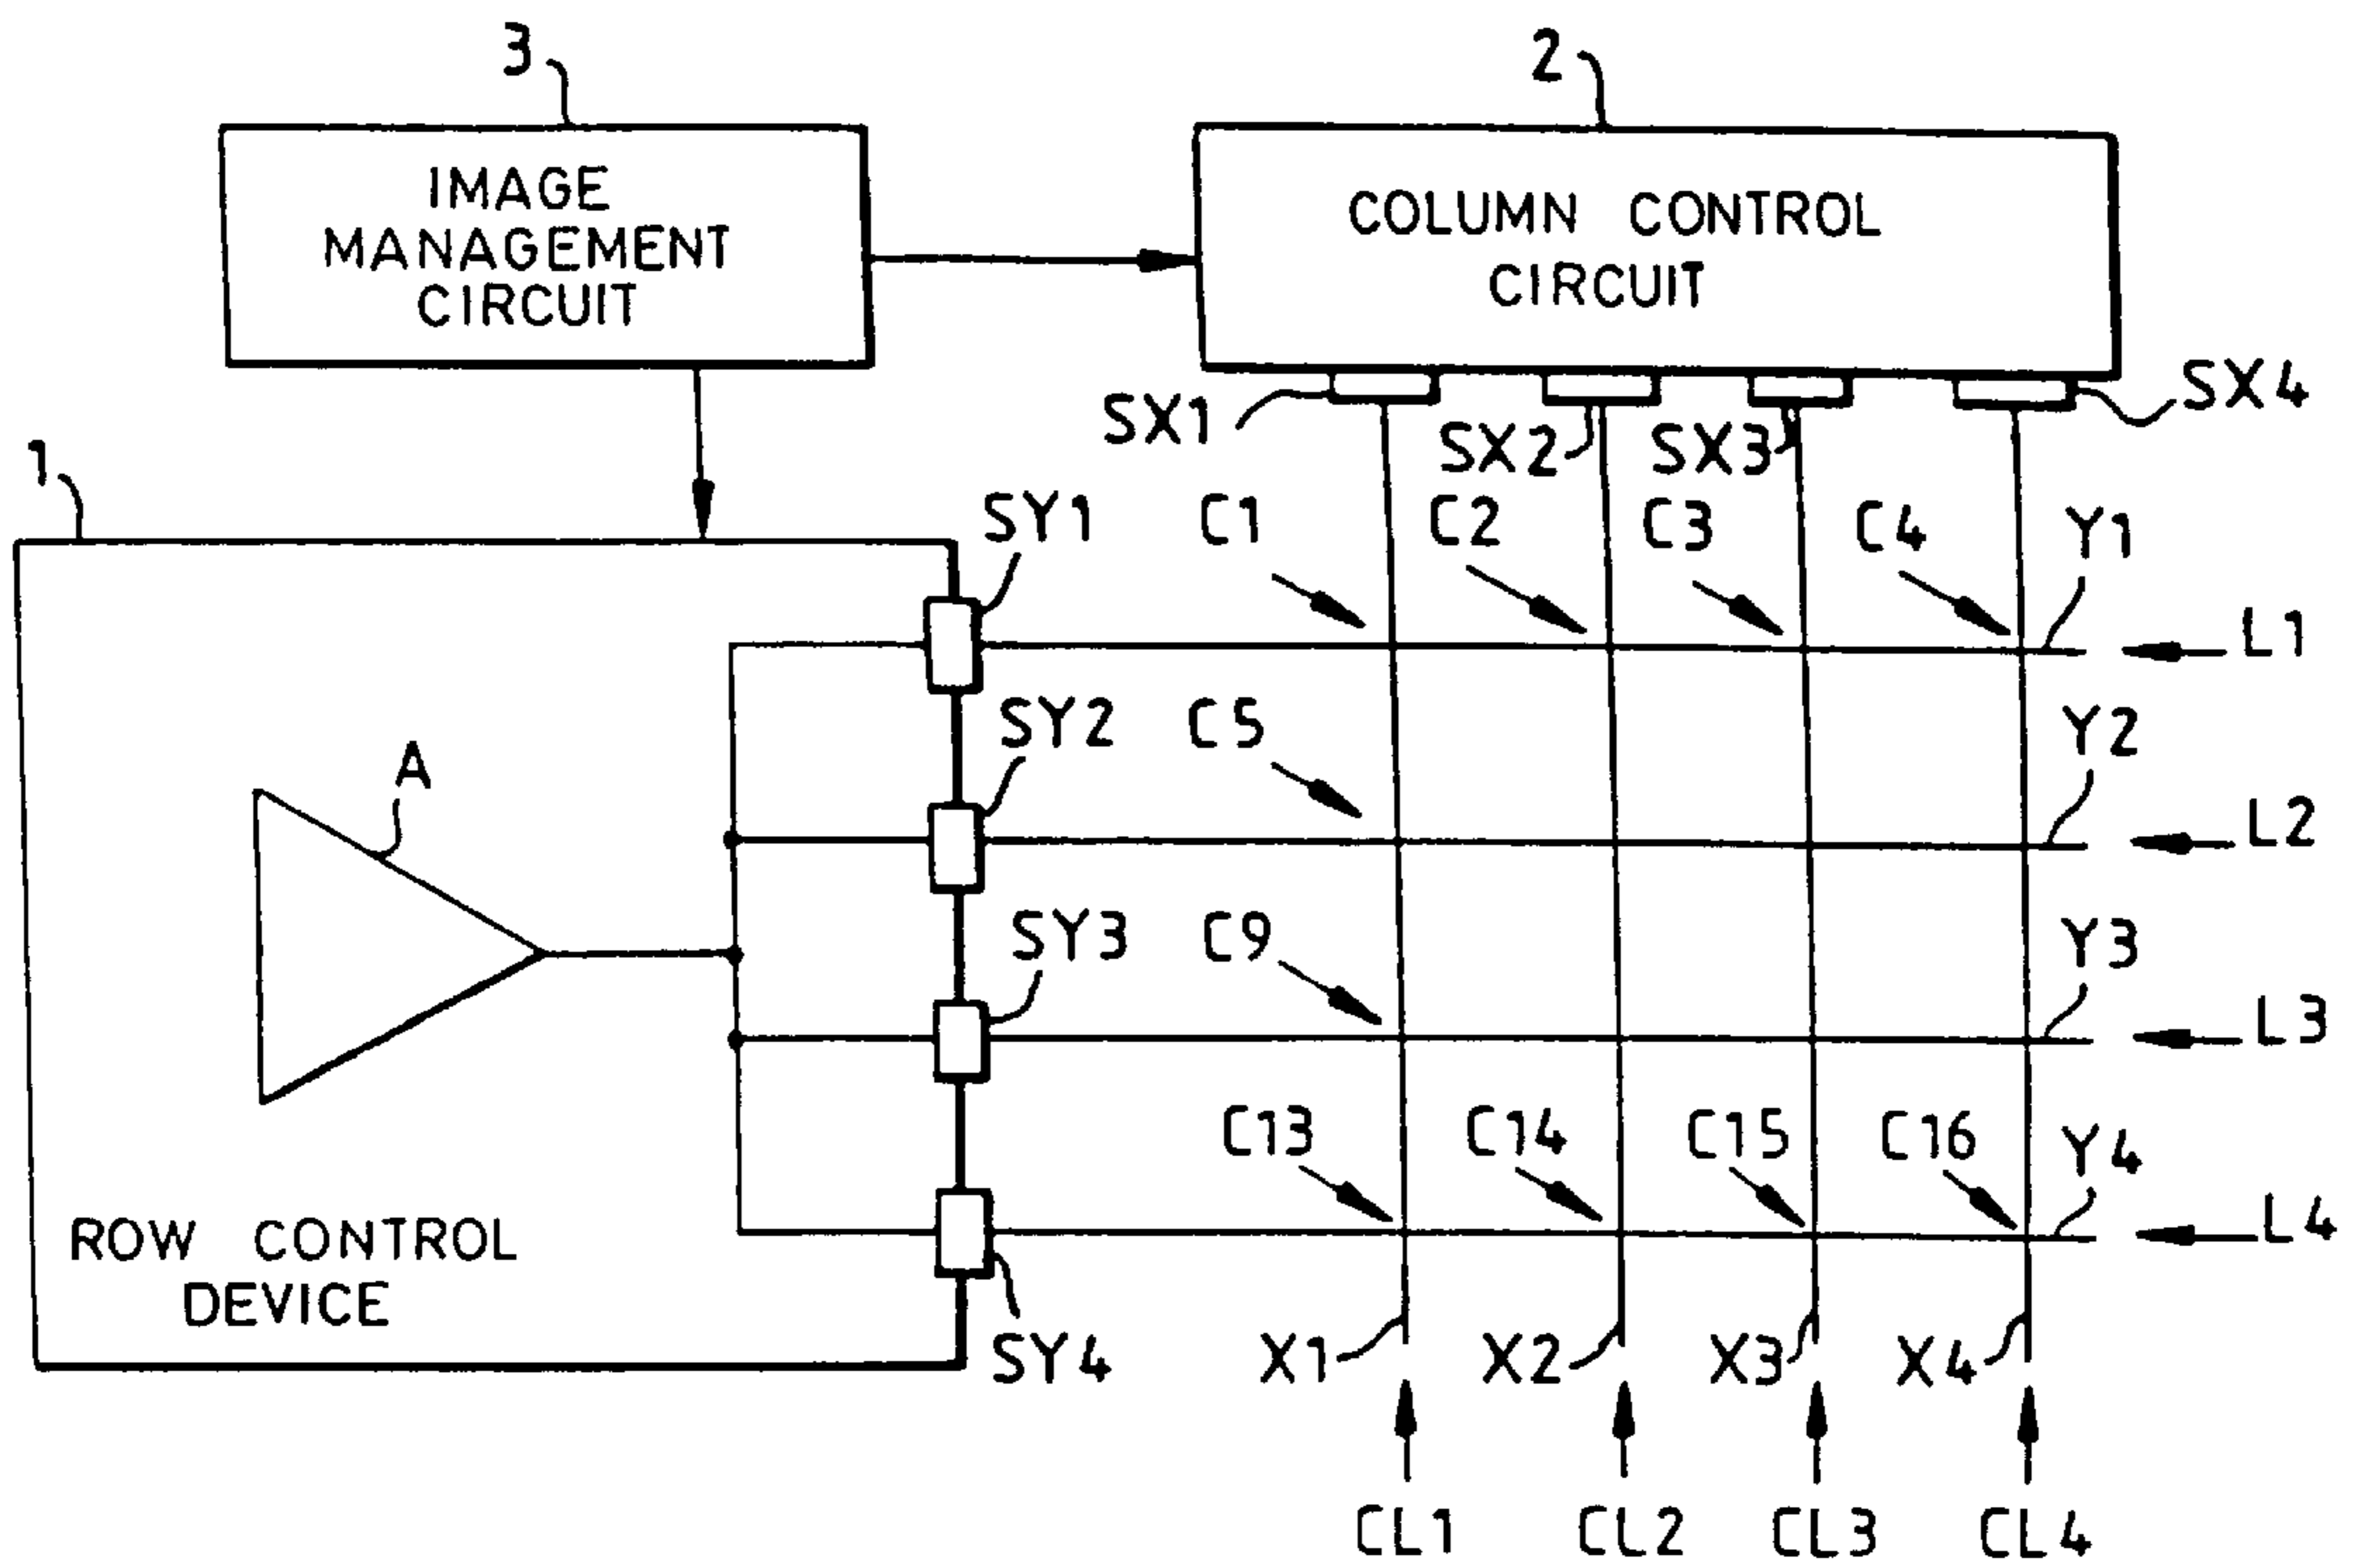 3
2
IMAGE
MANAGEMENT
CIRCUIT
COLUMN CONTROL
CIRCUIT
SX1
SX2
SX3
SX4
1
SY1
C1
C2
C3
C4
Y1
L1
SY2
C5
Y2
L2
A
SY3
C9
Y3
L3
C13
C14
C15
C16
Y4
L4
ROW CONTROL
DEVICE
SY4
X1
X2
X3
X4
CL1
CL2
CL3
CL4